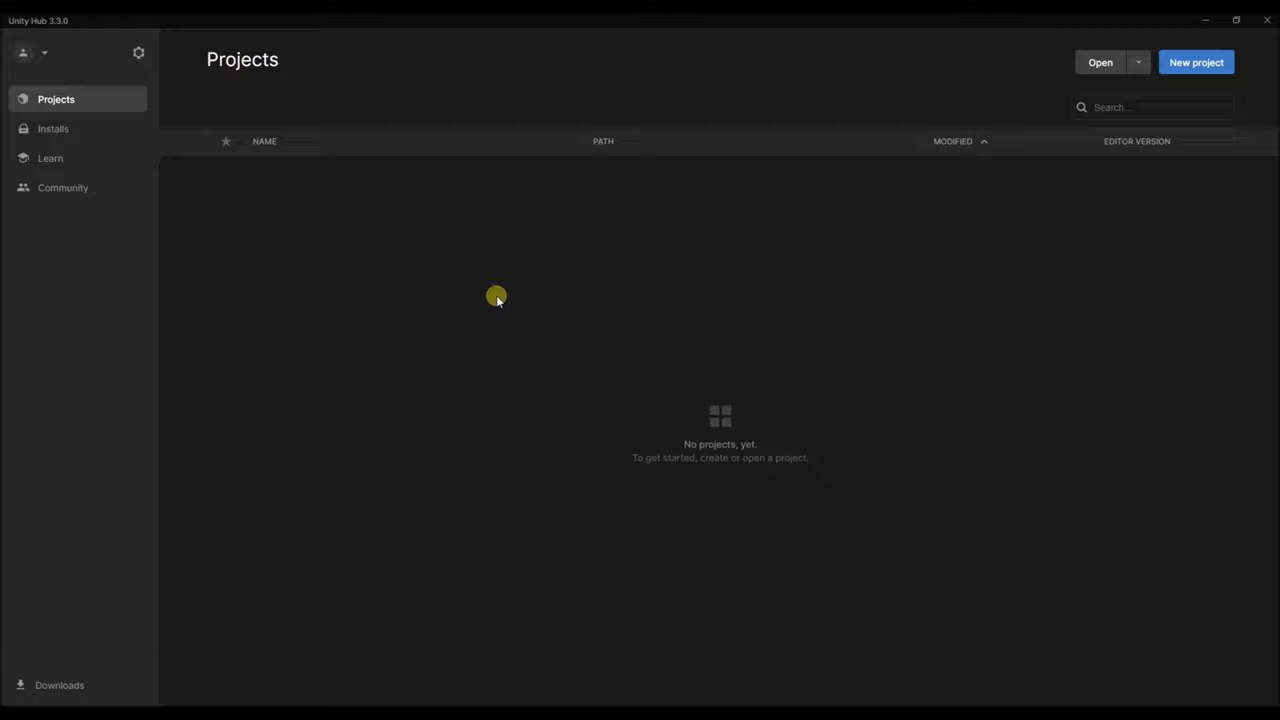 Unity Hub 3.3.0
Projects
Open
New project
Projects
Search...
Installs
NAME
PATH
MODIFIED
EDITOR VERSION
Learn
Community
No projects, yet.
To get started, create or open a project.
Downloads